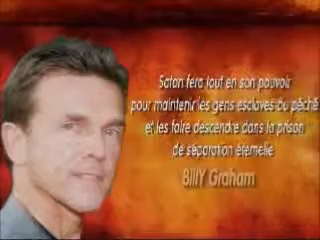 Satan fera tout en son pouvoir
pour maintenir les gens esclaves du péché
et les faire descendre dans la prison
de séparation éternelle
BillY Graham